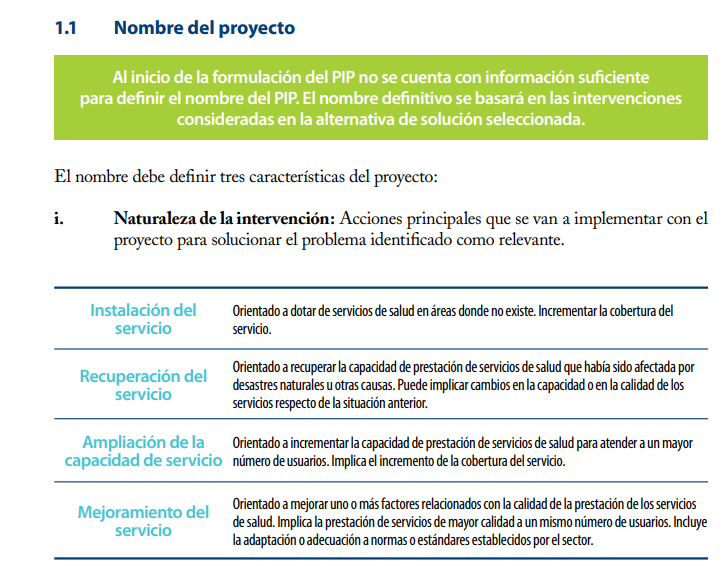 1.1 Nombre del proyecto
Al inicio de la formulación del PIP no se cuenta con información suficiente
para definir el nombre del PIP. El nombre definitivo se basará en las intervenciones
consideradas en la alternativa de solución seleccionada.
El nombre debe definir tres características del proyecto:
i. Naturaleza de la intervención: Acciones principales que se van a implementar con el
proyecto para solucionar el problema identificado como relevante.
Instalación del
servicio
Orientado a dotar de servicios de salud en áreas donde no existe. Incrementar la cobertura del
servicio.
Recuperación del
servicio
Orientado a recuperar la capacidad de prestación de servicios de salud que había sido afectada por
desastres naturales u otras causas. Puede implicar cambios en la capacidad o en la calidad de los
servicios respecto de la situación anterior.
Ampliación de la
capacidad de servicio
Orientado a incrementar la capacidad de prestación de servicios de salud para atender a un mayor
número de usuarios. Implica el incremento de la cobertura del servicio.
Mejoramiento del
servicio
Orientado a mejorar uno o más factores relacionados con la calidad de la prestación de los servicios
de salud. Implica la prestación de servicios de mayor calidad a un mismo número de usuarios. Incluye
la adaptación o adecuación a normas o estándares establecidos por el sector.